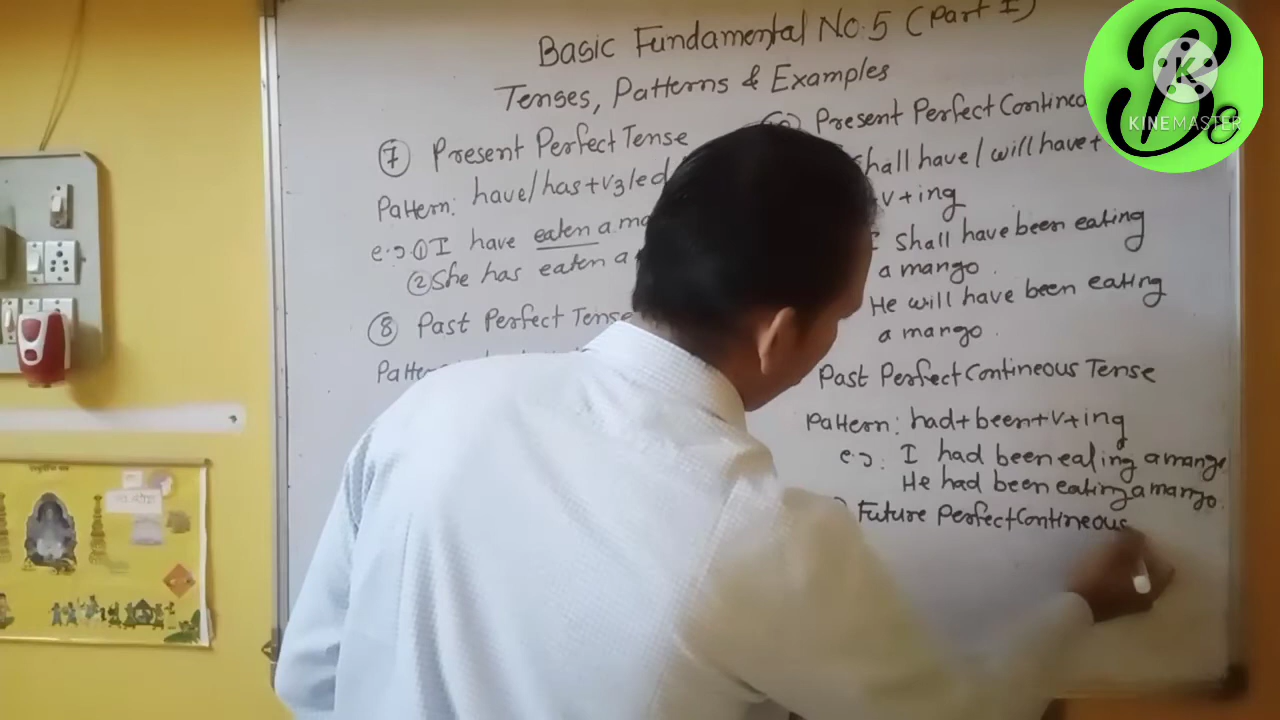 Basic Fundamental No.5 (Part I)
Tenses, Patterns & Examples
⑦ Present Perfect Tense
Pattern: have/has+v3/ed
e.g. ① I have eaten a
② She has eaten a
⑧ Past Perfect Tense
Present Perfect
shall have/will have+
v+ing
I shall have been eating
a mango.
He will have been eating
a mango.
Past Perfect Contineous Tense
Pattern: had+been+v+ing
e.g: I had been eating a mango
He had been eating a mango.
Future Perfect Contineous
B
K
KINEMASTER